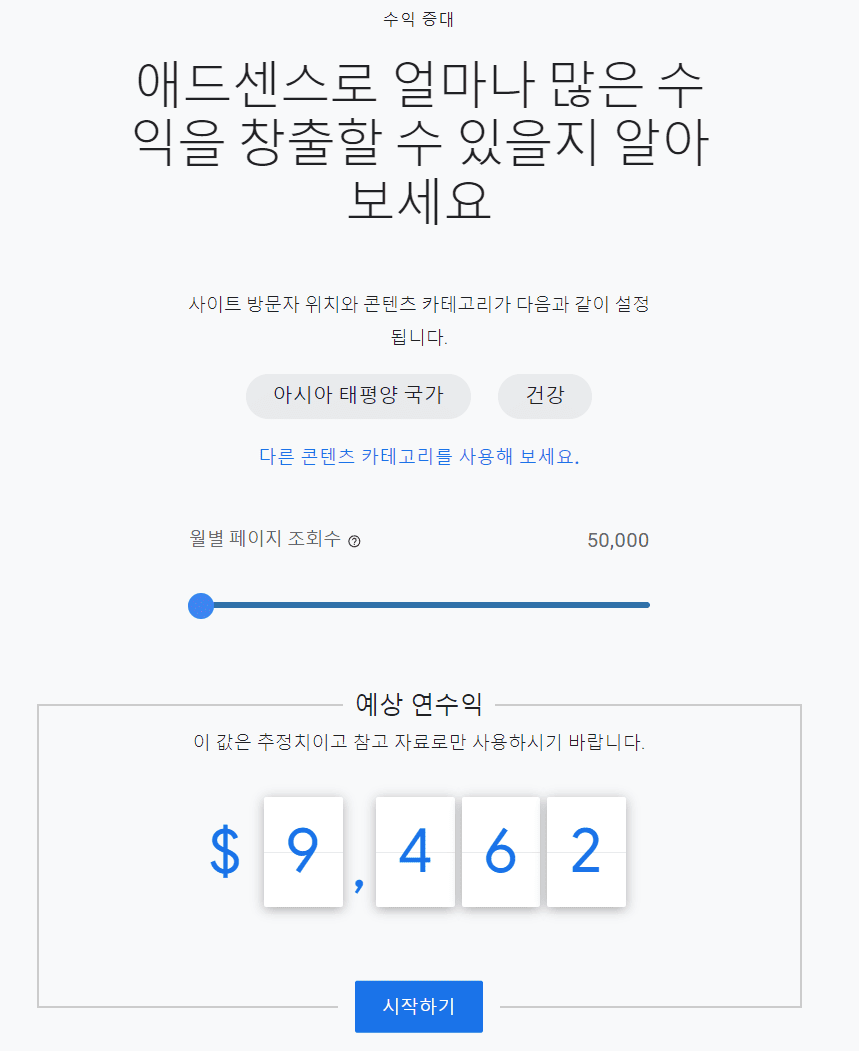 수익 증대
애드센스로 얼마나 많은 수
익을 창출할 수 있을지 알아
보세요
사이트 방문자 위치와 콘텐츠 카테고리가 다음과 같이 설정
됩니다.
아시아 태평양 국가 건강
다른 콘텐츠 카테고리를 사용해 보세요.
월별 페이지 조회수 50,000
예상 연수익
이 값은 추정치이고 참고 자료로만 사용하시기 바랍니다.
$9,462
시작하기